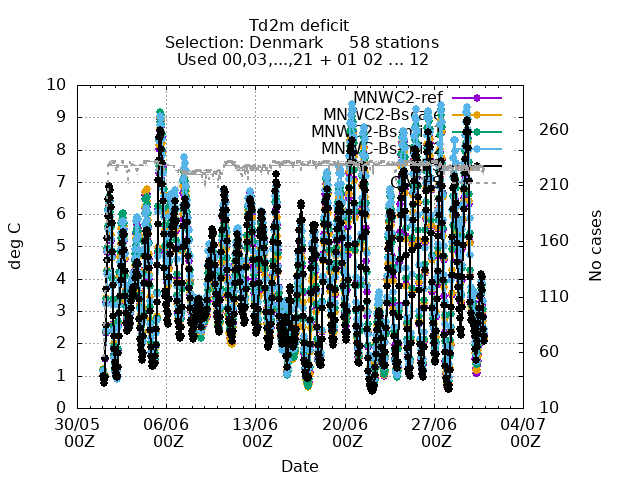 Td2m deficit
Selection: Denmark     58 stations
Used 00,03,...,21 + 01 02 ... 12
10
9
8
7
6
5
4
3
2
1
0
deg C
MNWC2-ref
260
210
160
110
60
10
No cases
30/05 06/06 13/06 20/06 27/06 04/07
00Z 00Z 00Z 00Z 00Z 00Z
Date